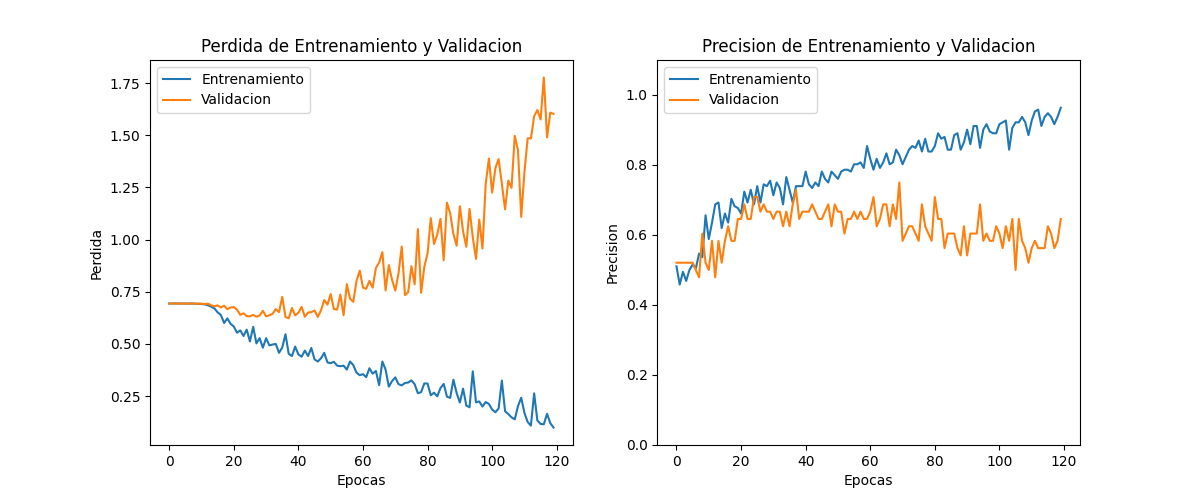 Perdida de Entrenamiento y Validacion
Entrenamiento
Validacion
1.75
1.50
1.25
1.00
0.75
0.50
0.25
Perdida
0
20
40
60
80
100
120
Epocas
Precision de Entrenamiento y Validacion
Entrenamiento
Validacion
1.0
0.8
0.6
0.4
0.2
0.0
Precision
0
20
40
60
80
100
120
Epocas